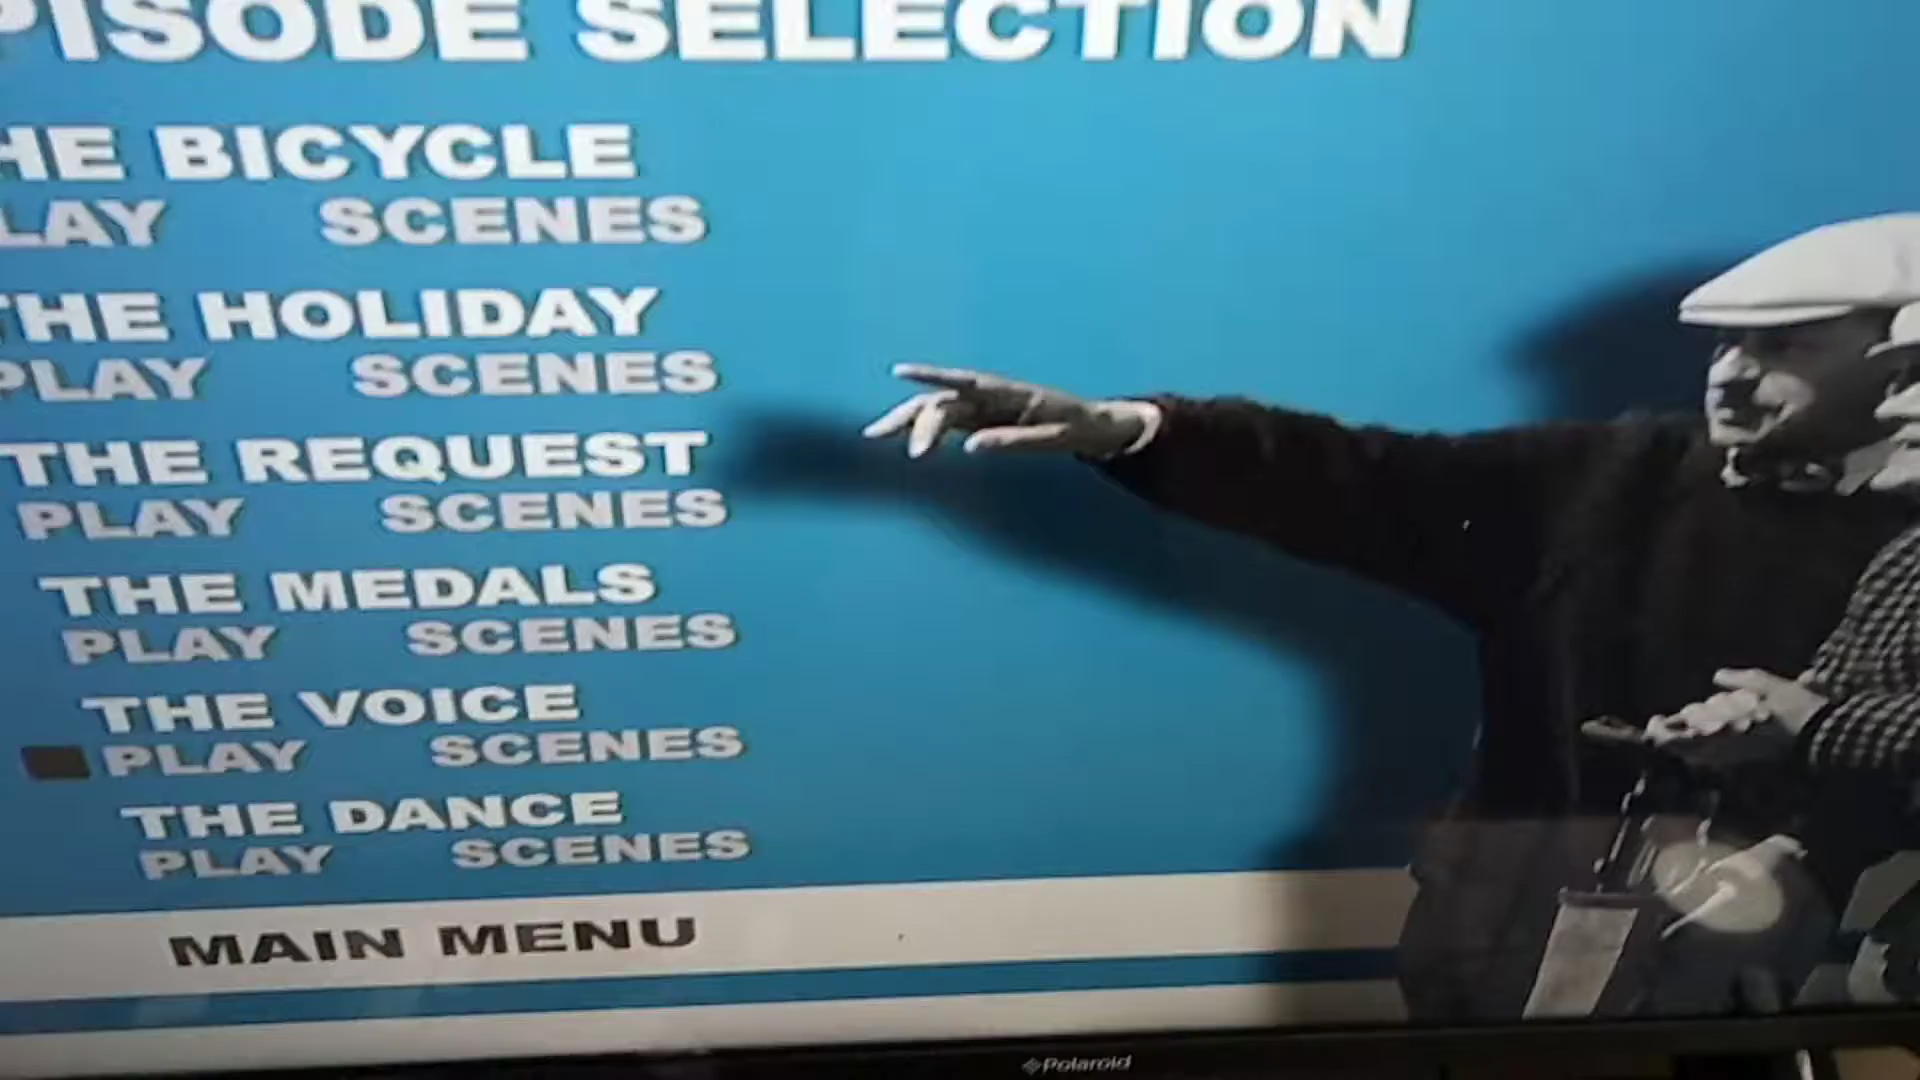 PISODE SELECTION
HE BICYCLE
LAY SCENES
THE HOLIDAY
PLAY SCENES
THE REQUEST
PLAY SCENES
THE MEDALS
PLAY SCENES
THE VOICE
PLAY SCENES
THE DANCE
PLAY SCENES
MAIN MENU
Polaroid